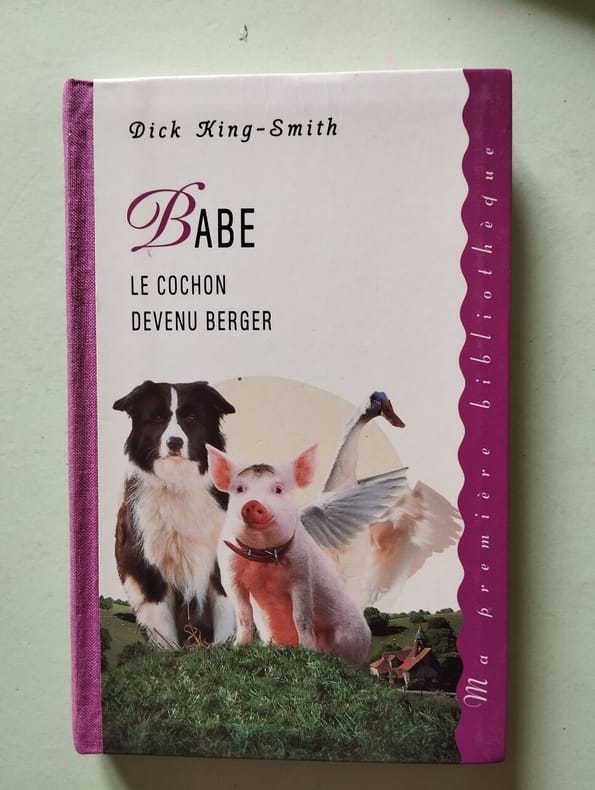 Dick King-Smith
BABE
LE COCHON
DEVENU BERGER
Ma première bibliothèque